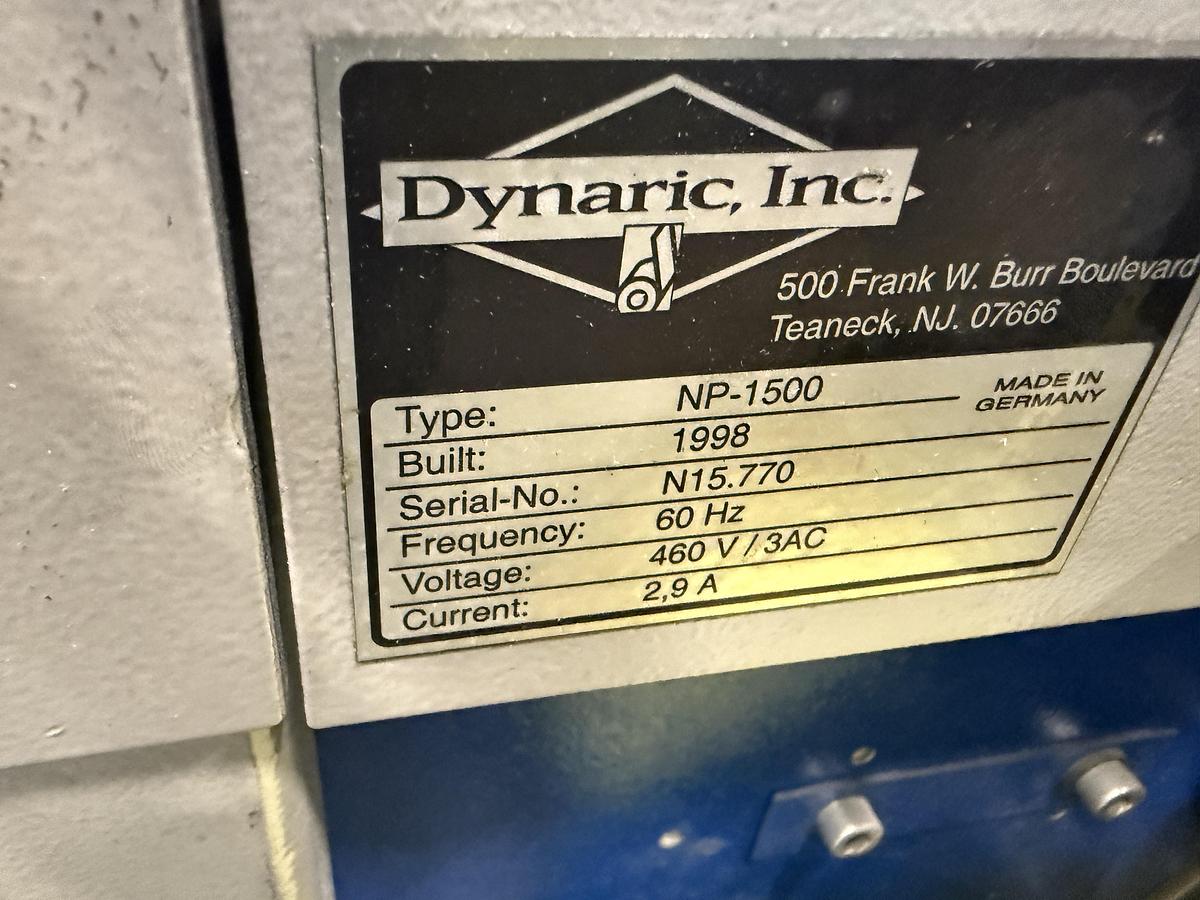 Dynaric, Inc.
500 Frank W. Burr Boulevard
Teaneck, NJ. 07666
Type: NP-1500
MADE IN
GERMANY
Built: 1998
Serial-No.: N15.770
Frequency: 60 Hz
Voltage: 460 V / 3AC
Current: 2,9 A